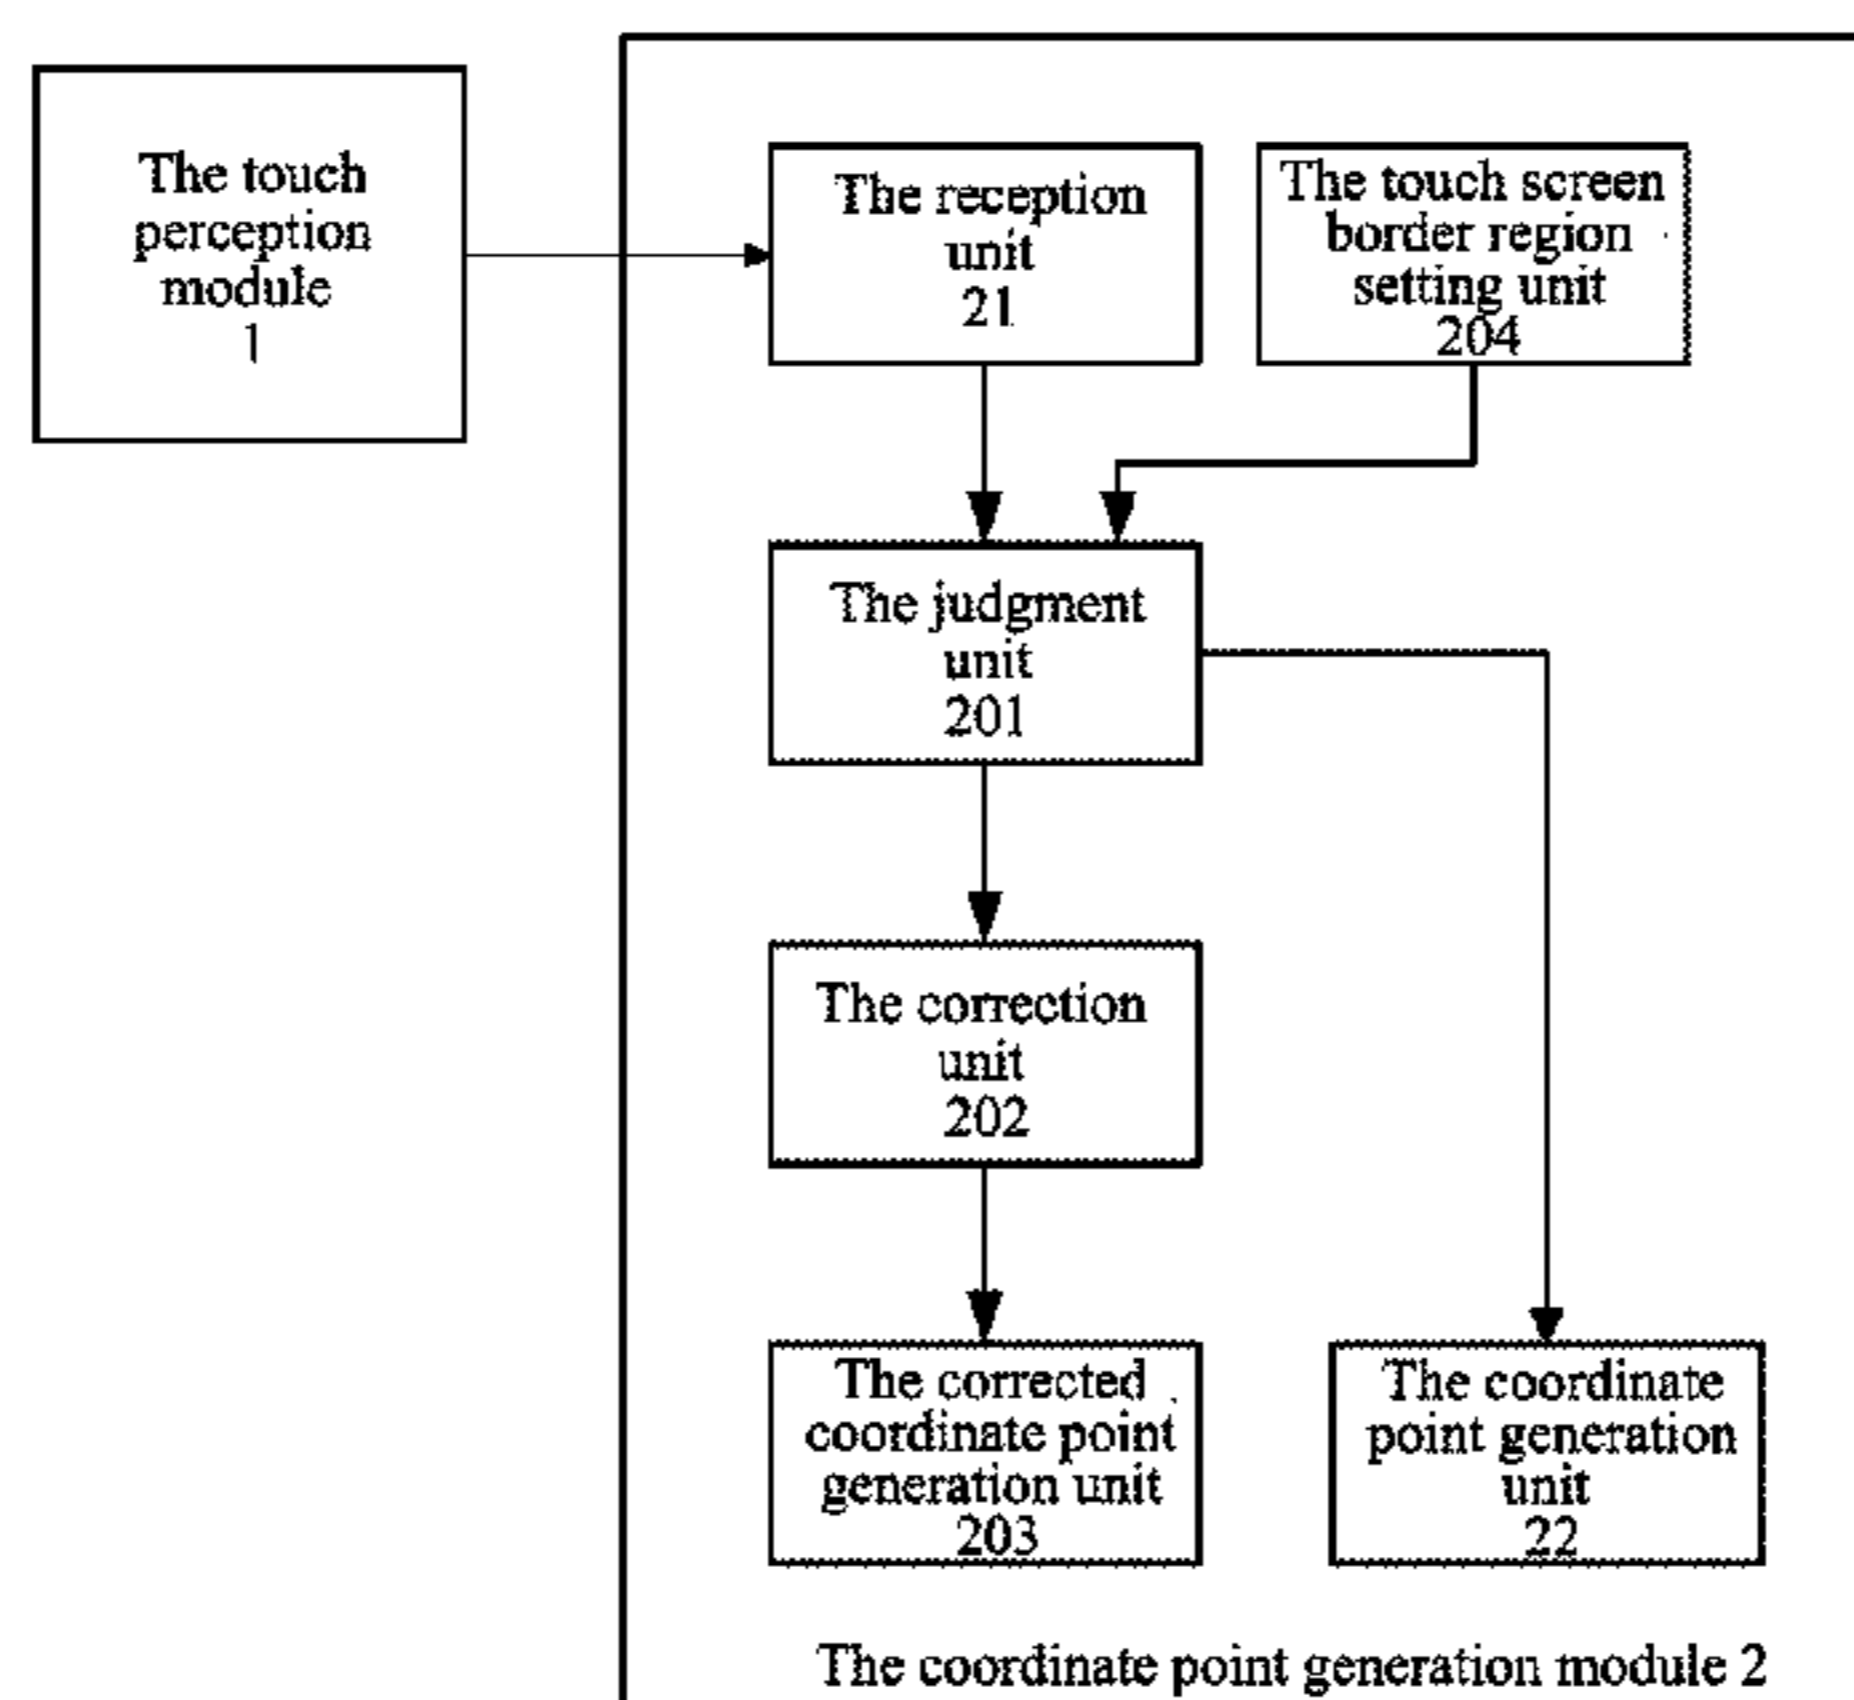 The touch
perception
module
1
The reception
unit
21
The touch screen
border region
setting unit
204
The judgment
unit
201
The correction
unit
202
The corrected
coordinate point
generation unit
203
The coordinate
point generation
unit
22
The coordinate point generation module 2